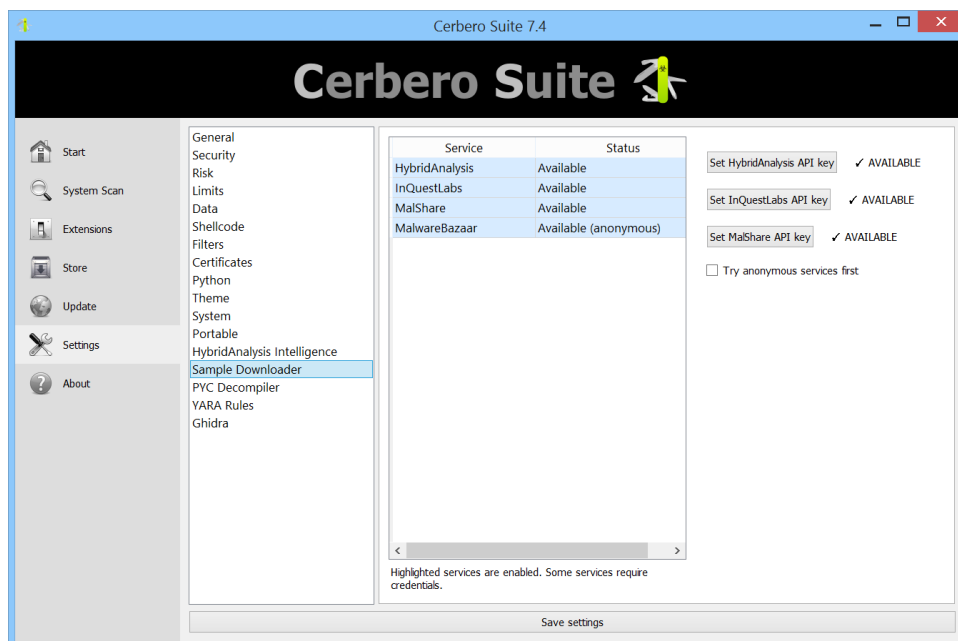 Cerbero Suite 7.4
Cerbero Suite
Start
System Scan
Extensions
Store
Update
Settings
About
General
Security
Risk
Limits
Data
Shellcode
Filters
Certificates
Python
Theme
System
Portable
HybridAnalysis Intelligence
Sample Downloader
PYC Decompiler
YARA Rules
Ghidra
Service Status
HybridAnalysis Available
InQuestLabs Available
MalShare Available
MalwareBazaar Available (anonymous)
Highlighted services are enabled. Some services require
credentials.
Set HybridAnalysis API key ✓ AVAILABLE
Set InQuestLabs API key ✓ AVAILABLE
Set MalShare API key ✓ AVAILABLE
Try anonymous services first
Save settings